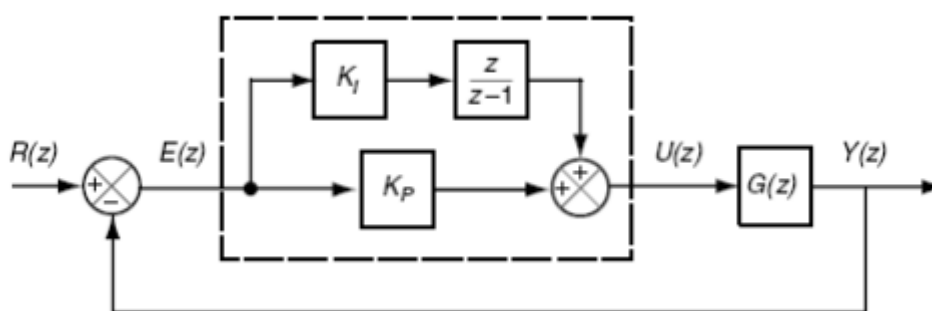 K_I
z
z−1
R(z)
E(z)
+
−
K_P
+
+
U(z)
G(z)
Y(z)